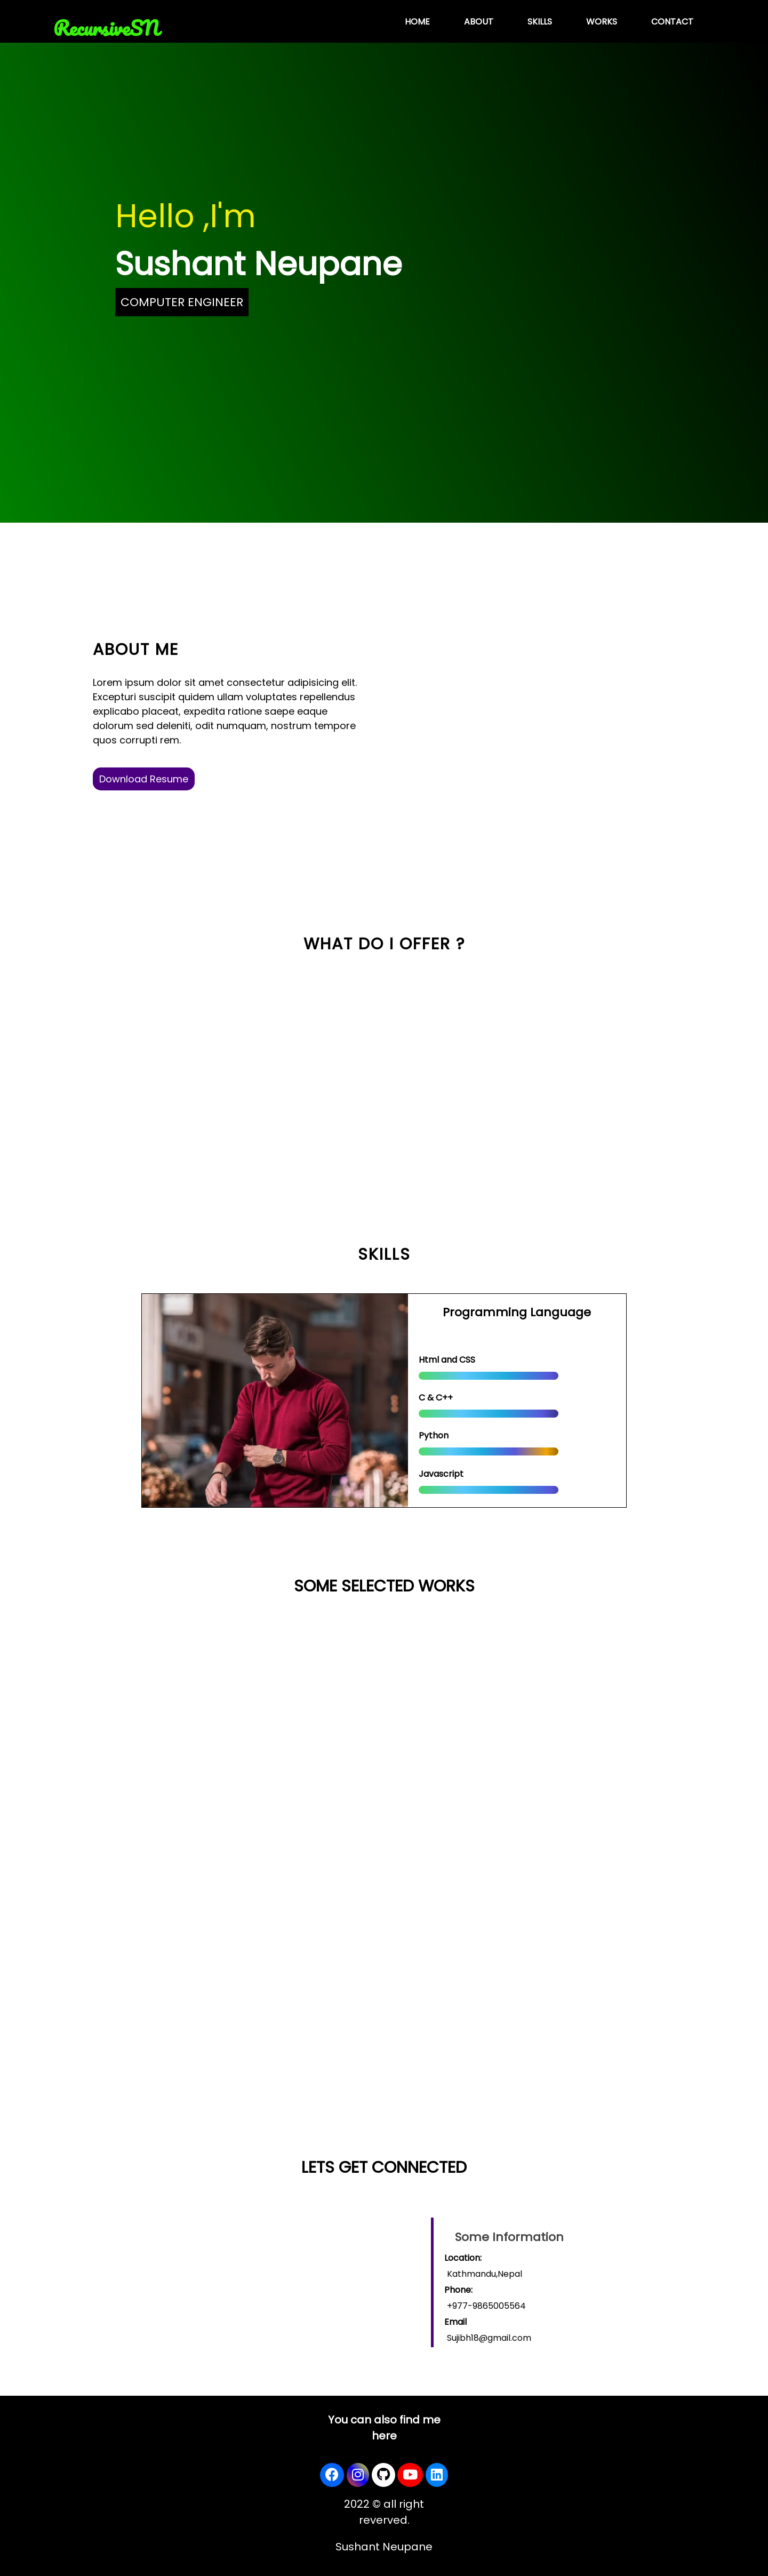 RecursiveSN
HOME ABOUT SKILLS WORKS CONTACT
Hello ,I'm
Sushant Neupane
COMPUTER ENGINEER
ABOUT ME
Lorem ipsum dolor sit amet consectetur adipisicing elit.
Excepturi suscipit quidem ullam voluptates repellendus
explicabo placeat, expedita ratione saepe eaque
dolorum sed deleniti, odit numquam, nostrum tempore
quos corrupti rem.
Download Resume
WHAT DO I OFFER ?
SKILLS
Programming Language
Html and CSS
C & C++
Python
Javascript
SOME SELECTED WORKS
LETS GET CONNECTED
Some Information
Location:
Kathmandu,Nepal
Phone:
+977-9865005564
Email
Sujibh18@gmail.com
You can also find me
here
2022 © all right
reverved.
Sushant Neupane